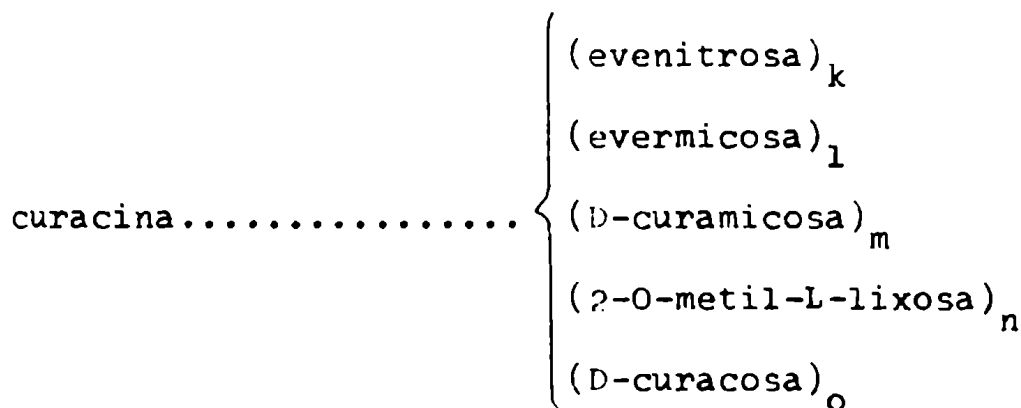 (evenitrosa)k
(evermicosa)l
curacina................ (D-curamicosa)m
(2-O-metil-L-lixosa)n
(D-curacosa)o